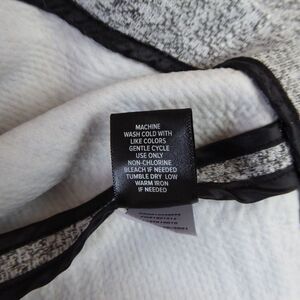 MACHINE
WASH COLD WITH
LIKE COLORS
GENTLE CYCLE
USE ONLY
NON-CHLORINE
BLEACH IF NEEDED
TUMBLE DRY LOW
WARM IRON
IF NEEDED